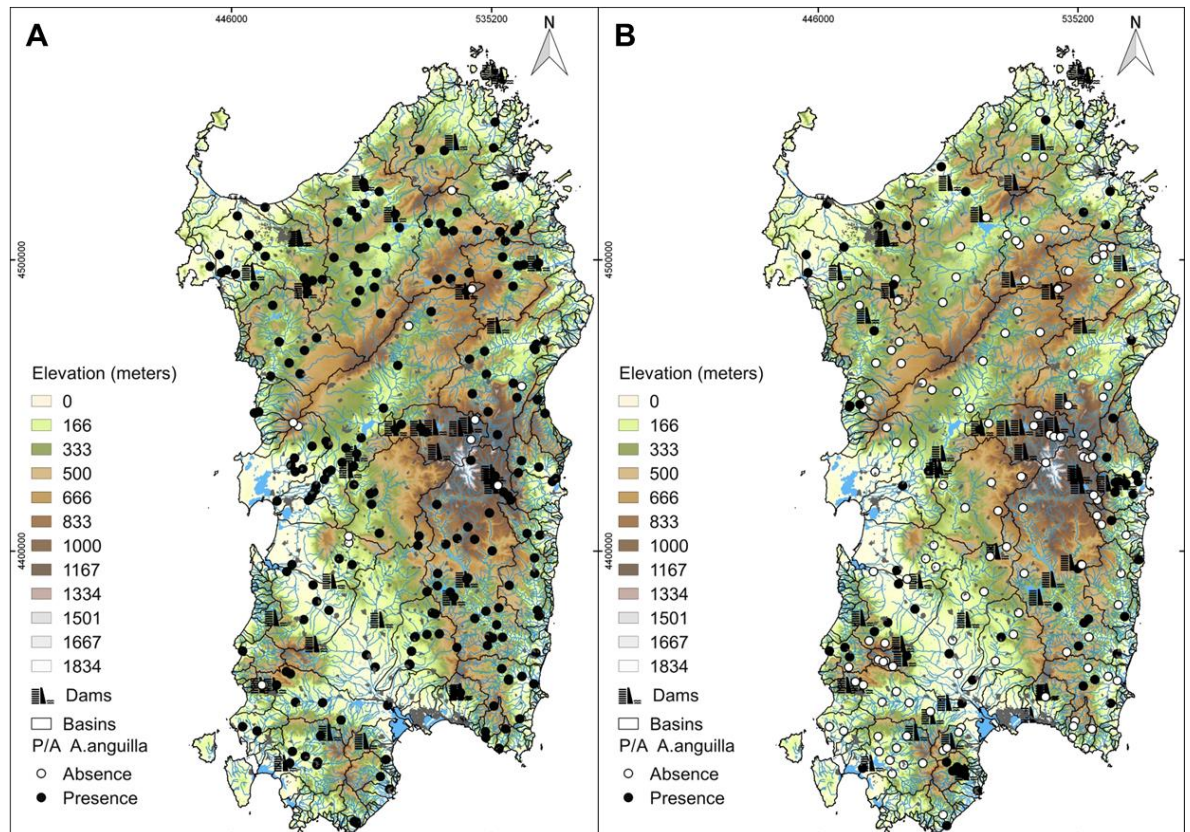 A
446000
535200
N
4500000
4400000
Elevation (meters)
0
166
333
500
666
833
1000
1167
1334
1501
1667
1834
Dams
Basins
P/A A.anguilla
Absence
Presence
B
446000
535200
N
4500000
4400000
Elevation (meters)
0
166
333
500
666
833
1000
1167
1334
1501
1667
1834
Dams
Basins
P/A A.anguilla
Absence
Presence